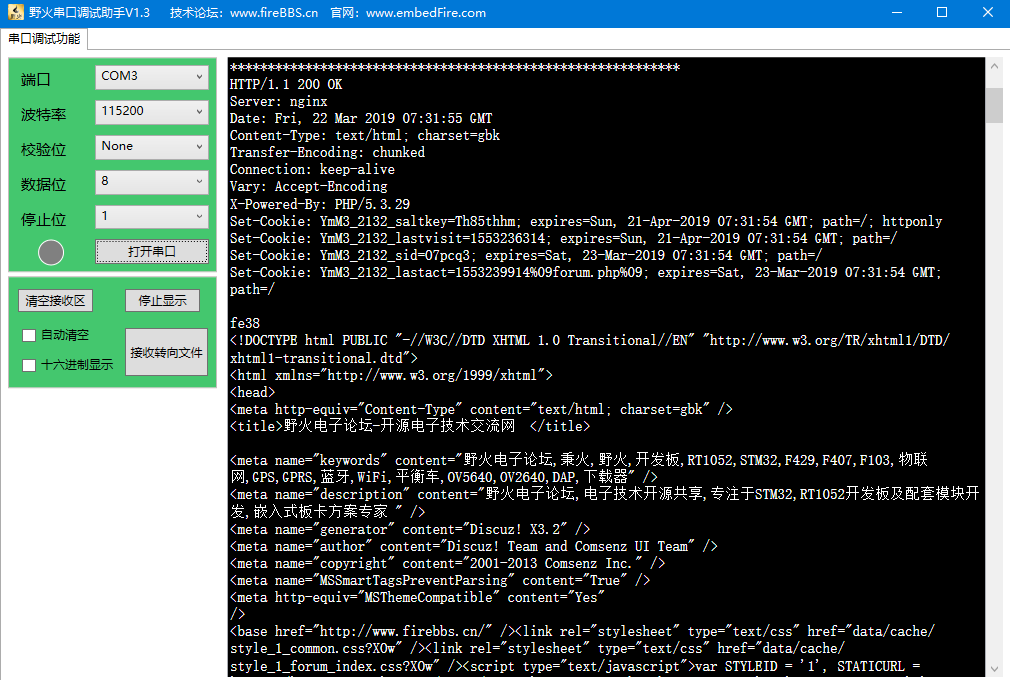 野火串口调试助手V1.3 技术论坛：www.fireBBS.cn 官网：www.embedFire.com
串口调试功能
端口 COM3
波特率 115200
校验位 None
数据位 8
停止位 1
打开串口
清空接收区 停止显示
自动清空
十六进制显示
接收转向文件
************************************************************
HTTP/1.1 200 OK
Server: nginx
Date: Fri, 22 Mar 2019 07:31:55 GMT
Content-Type: text/html; charset=gbk
Transfer-Encoding: chunked
Connection: keep-alive
Vary: Accept-Encoding
X-Powered-By: PHP/5.3.29
Set-Cookie: YmM3_2132_saltkey=Th85thhm; expires=Sun, 21-Apr-2019 07:31:54 GMT; path=/; httponly
Set-Cookie: YmM3_2132_lastvisit=1553236314; expires=Sun, 21-Apr-2019 07:31:54 GMT; path=/
Set-Cookie: YmM3_2132_sid=O7pcq3; expires=Sat, 23-Mar-2019 07:31:54 GMT; path=/
Set-Cookie: YmM3_2132_lastact=1553239914%09forum.php%09; expires=Sat, 23-Mar-2019 07:31:54 GMT;
path=/
fe38
<!DOCTYPE html PUBLIC "-//W3C//DTD XHTML 1.0 Transitional//EN" "http://www.w3.org/TR/xhtml1/DTD/
xhtml1-transitional.dtd">
<html xmlns="http://www.w3.org/1999/xhtml">
<head>
<meta http-equiv="Content-Type" content="text/html; charset=gbk" />
<title>野火电子论坛-开源电子技术交流网 </title>
<meta name="keywords" content="野火电子论坛,秉火,野火,开发板,RT1052,STM32,F429,F407,F103,物联
网,GPS,GPRS,蓝牙,WiFi,平衡车,OV5640,OV2640,DAP,下载器" />
<meta name="description" content="野火电子论坛,电子技术开源共享,专注于STM32,RT1052开发板及配套模块开
发,嵌入式板卡方案专家 " />
<meta name="generator" content="Discuz! X3.2" />
<meta name="author" content="Discuz! Team and Comsenz UI Team" />
<meta name="copyright" content="2001-2013 Comsenz Inc." />
<meta name="MSSmartTagsPreventParsing" content="True" />
<meta http-equiv="MSThemeCompatible" content="Yes"
/>
<base href="http://www.firebbs.cn/" /><link rel="stylesheet" type="text/css" href="data/cache/
style_1_common.css?XOw" /><link rel="stylesheet" type="text/css" href="data/cache/
style_1_forum_index.css?XOw" /><script type="text/javascript">var STYLEID = '1', STATICURL =